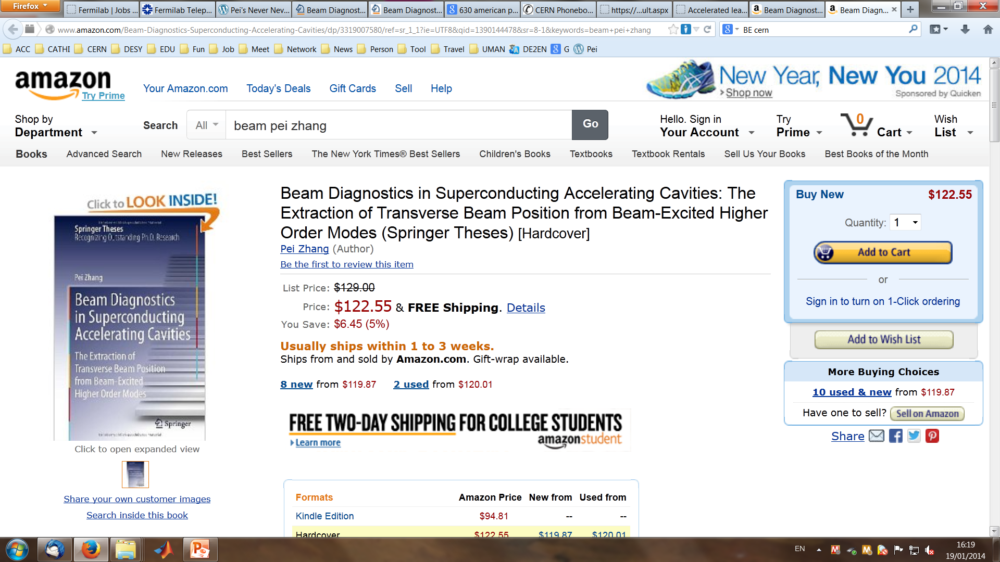 Firefox
Fermilab | Jobs ...
Fermilab Telep...
Pei's Never Nev...
Beam Diagnost...
Beam Diagnost...
630 american p...
CERN Phonebo...
https://...ult.aspx
Accelerated lea...
Beam Diagnost...
Beam Diagn...
www.amazon.com/Beam-Diagnostics-Superconducting-Accelerating-Cavities/dp/3319007580/ref=sr_1_1?ie=UTF8&qid=1390144478&sr=8-1&keywords=beam+pei+zhang
BE cern
ACC CATHI CERN DESY EDU Fun Job Meet Network News Person Tool Travel UMAN DE2EN G Pei
amazon
Try Prime
Your Amazon.com Today's Deals Gift Cards Sell Help
New Year, New You 2014
Shop now
Sponsored by Quicken
Shop by
Department
Search All beam pei zhang Go
Hello. Sign in
Your Account
Try
Prime
0
Cart
Wish
List
Books Advanced Search New Releases Best Sellers The New York Times® Best Sellers Children's Books Textbooks Textbook Rentals Sell Us Your Books Best Books of the Month
Click to LOOK INSIDE!
Springer Theses
Recognizing Outstanding Ph.D. Research
Pei Zhang
Beam Diagnostics
in Superconducting
Accelerating Cavities
The Extraction of
Transverse Beam Position
from Beam-Excited
Higher Order Modes
Springer
Click to open expanded view
Share your own customer images
Search inside this book
Beam Diagnostics in Superconducting Accelerating Cavities: The
Extraction of Transverse Beam Position from Beam-Excited Higher
Order Modes (Springer Theses) [Hardcover]
Pei Zhang (Author)
Be the first to review this item
List Price: $129.00
Price: $122.55 & FREE Shipping. Details
You Save: $6.45 (5%)
Usually ships within 1 to 3 weeks.
Ships from and sold by Amazon.com. Gift-wrap available.
8 new from $119.87 2 used from $120.01
FREE TWO-DAY SHIPPING FOR COLLEGE STUDENTS
Learn more
amazonstudent
Formats Amazon Price New from Used from
Kindle Edition $94.81 -- --
Hardcover $122.55 $119.87 $120.01
Buy New $122.55
Quantity: 1
Add to Cart
or
Sign in to turn on 1-Click ordering
Add to Wish List
More Buying Choices
10 used & new from $119.87
Have one to sell? Sell on Amazon
Share
EN
16:19
19/01/2014